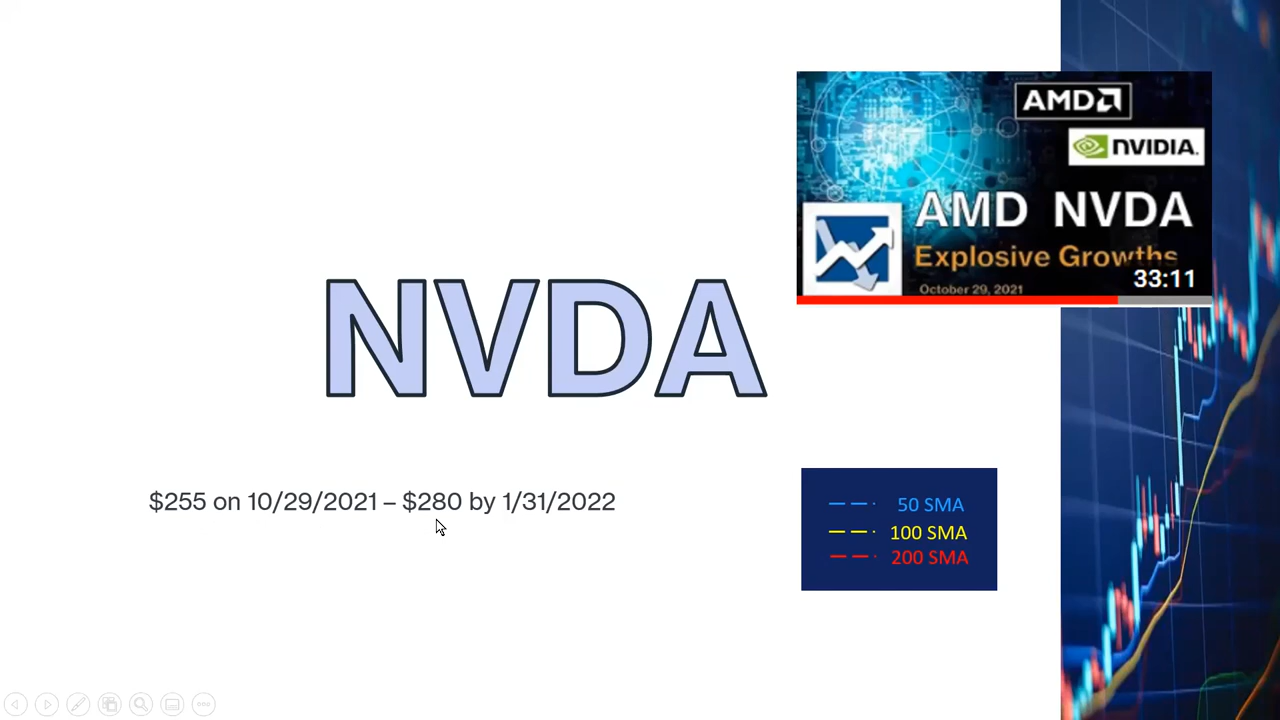 AMD
NVIDIA.
AMD NVDA
Explosive Growths
33:11
October 29, 2021
NVDA
$255 on 10/29/2021 – $280 by 1/31/2022
50 SMA
100 SMA
200 SMA